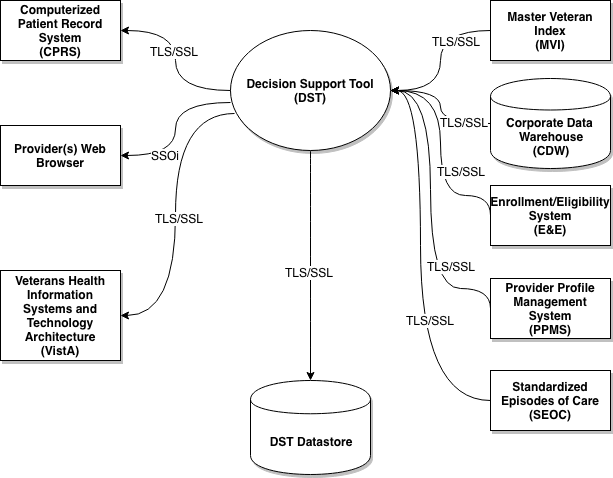 Computerized
Patient Record
System
(CPRS)
TLS/SSL
Decision Support Tool
(DST)
TLS/SSL
Master Veteran
Index
(MVI)
TLS/SSL
Corporate Data
Warehouse
(CDW)
Provider(s) Web
Browser
SSOi
TLS/SSL
Enrollment/Eligibility
System
(E&E)
TLS/SSL
Veterans Health
Information
Systems and
Technology
Architecture
(VistA)
TLS/SSL
TLS/SSL
Provider Profile
Management
System
(PPMS)
TLS/SSL
Standardized
Episodes of Care
(SEOC)
DST Datastore